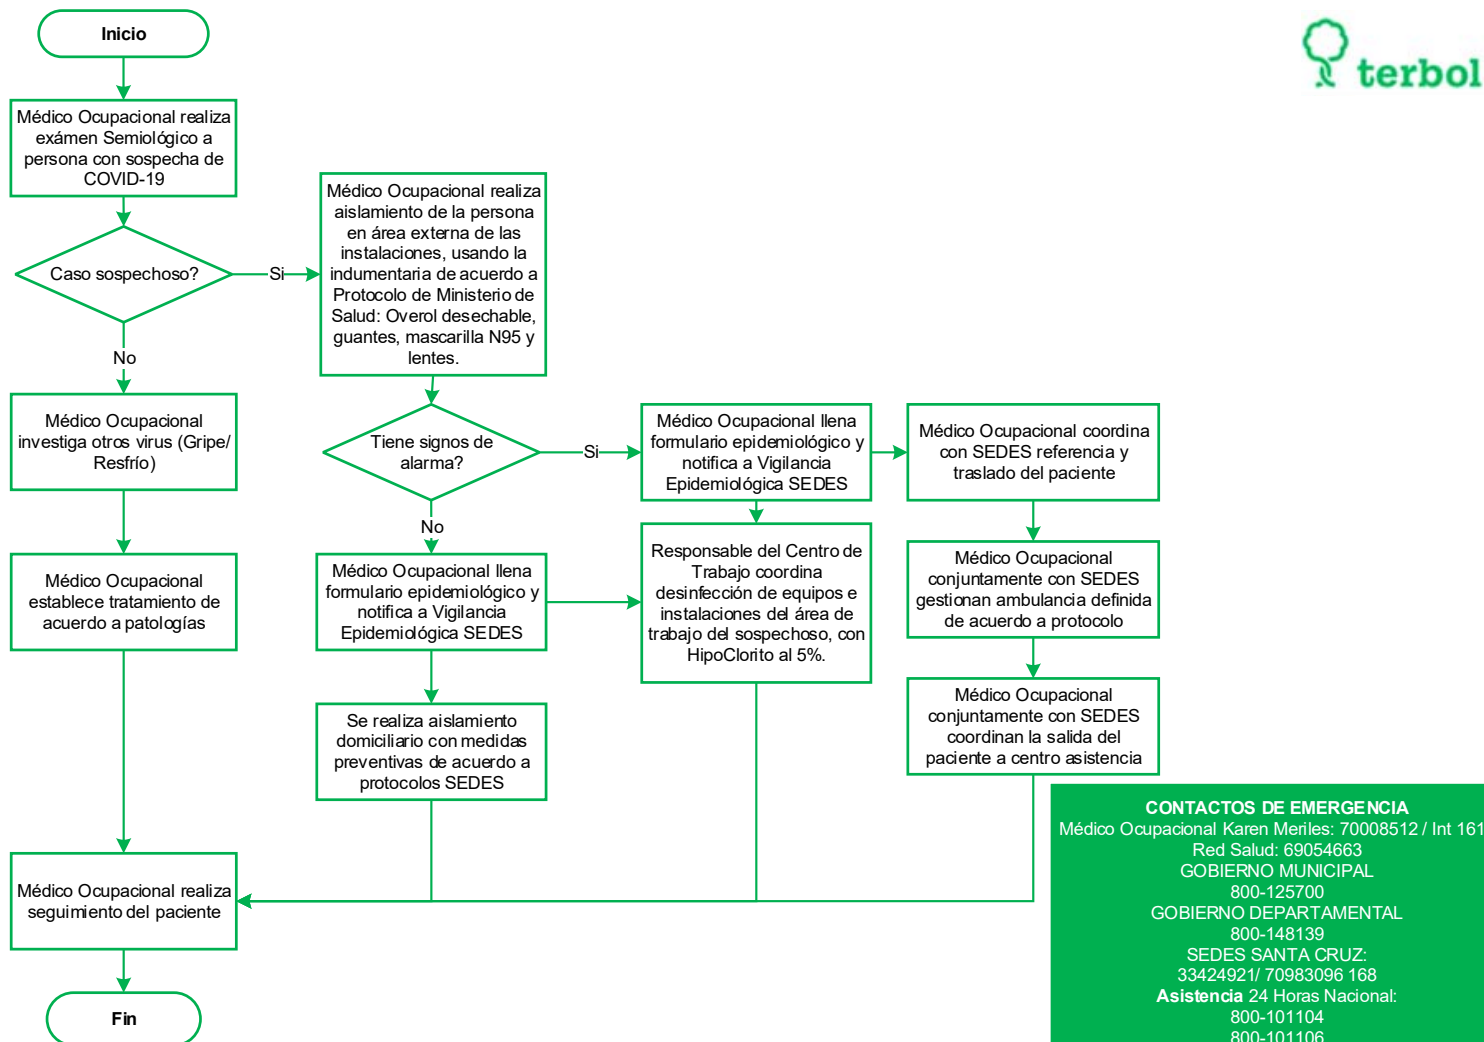 Inicio
terbol
Médico Ocupacional realiza
exámen Semiológico a
persona con sospecha de
COVID-19
Caso sospechoso?
Si
No
Médico Ocupacional realiza
aislamiento de la persona
en área externa de las
instalaciones, usando la
indumentaria de acuerdo a
Protocolo de Ministerio de
Salud: Overol desechable,
guantes, mascarilla N95 y
lentes.
Médico Ocupacional
investiga otros virus (Gripe/
Resfrío)
Médico Ocupacional
establece tratamiento de
acuerdo a patologías
Tiene signos de
alarma?
Si
No
Médico Ocupacional llena
formulario epidemiológico y
notifica a Vigilancia
Epidemiológica SEDES
Médico Ocupacional coordina
con SEDES referencia y
traslado del paciente
Médico Ocupacional llena
formulario epidemiológico y
notifica a Vigilancia
Epidemiológica SEDES
Responsable del Centro de
Trabajo coordina
desinfección de equipos e
instalaciones del área de
trabajo del sospechoso, con
HipoClorito al 5%.
Médico Ocupacional
conjuntamente con SEDES
gestionan ambulancia definida
de acuerdo a protocolo
Se realiza aislamiento
domiciliario con medidas
preventivas de acuerdo a
protocolos SEDES
Médico Ocupacional
conjuntamente con SEDES
coordinan la salida del
paciente a centro asistencia
Médico Ocupacional realiza
seguimiento del paciente
Fin
CONTACTOS DE EMERGENCIA
Médico Ocupacional Karen Meriles: 70008512 / Int 161
Red Salud: 69054663
GOBIERNO MUNICIPAL
800-125700
GOBIERNO DEPARTAMENTAL
800-148139
SEDES SANTA CRUZ:
33424921/ 70983096 168
Asistencia 24 Horas Nacional:
800-101104
800-101106